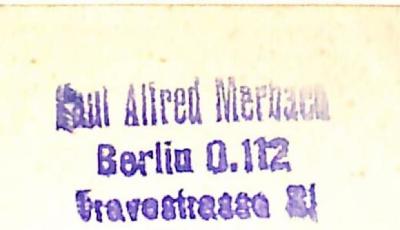 Paul Alfred Merbach
Berlin O.112
Travestrasse